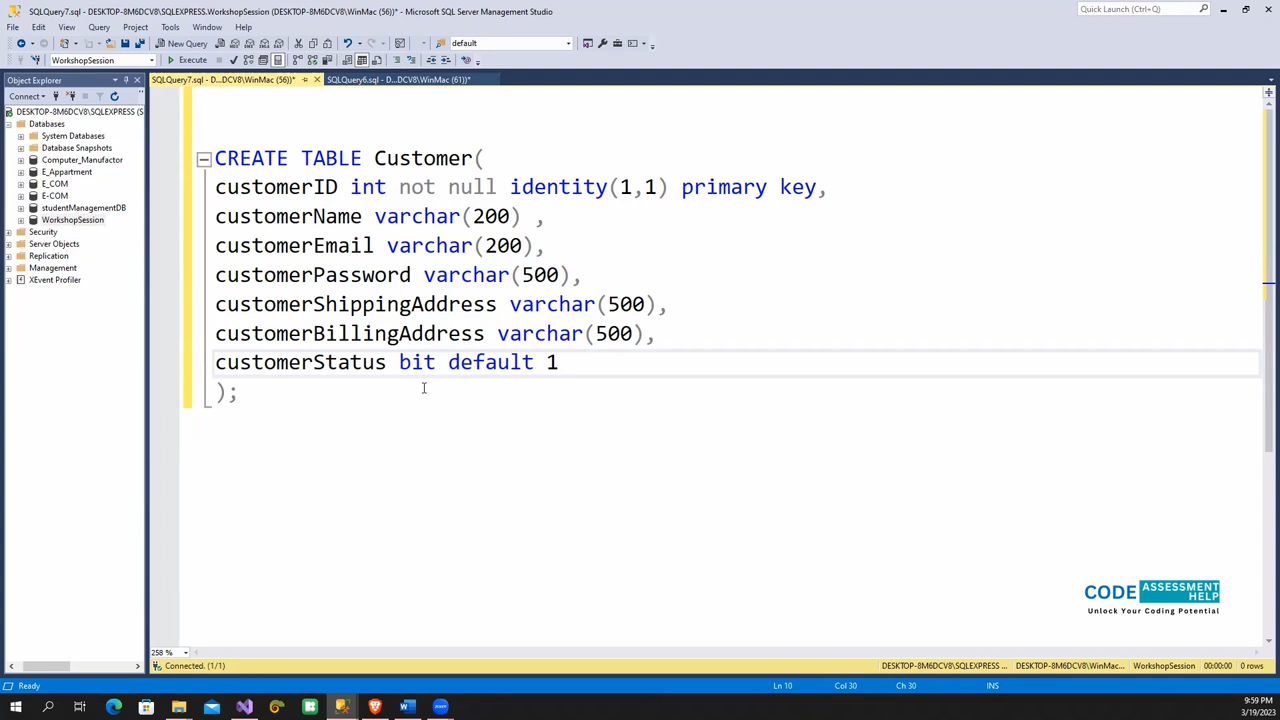 SQLQuery7.sql - DESKTOP-8M6DCV8\SQLEXPRESS.WorkshopSession (DESKTOP-8M6DCV8\WinMac (56))* - Microsoft SQL Server Management Studio
Quick Launch (Ctrl+Q)
File Edit View Query Project Tools Window Help
New Query
default
WorkshopSession
Execute
Object Explorer
SQLQuery7.sql - D...DCV8\WinMac (56))*
SQLQuery6.sql - D...DCV8\WinMac (61))*
Connect
DESKTOP-8M6DCV8\SQLEXPRESS (S
Databases
System Databases
Database Snapshots
Computer_Manufactor
E_Appartment
E_COM
E-COM
studentManagementDB
WorkshopSession
Security
Server Objects
Replication
Management
XEvent Profiler
CREATE TABLE Customer(
customerID int not null identity(1,1) primary key,
customerName varchar(200) ,
customerEmail varchar(200),
customerPassword varchar(500),
customerShippingAddress varchar(500),
customerBillingAddress varchar(500),
customerStatus bit default 1
);
CODE ASSESSMENT HELP
Unlock Your Coding Potential
258 %
Connected. (1/1)
DESKTOP-8M6DCV8\SQLEXPRESS ...
DESKTOP-8M6DCV8\WinMac...
WorkshopSession
00:00:00
0 rows
Ready
Ln 10
Col 30
Ch 30
INS
9:59 PM
3/19/2023